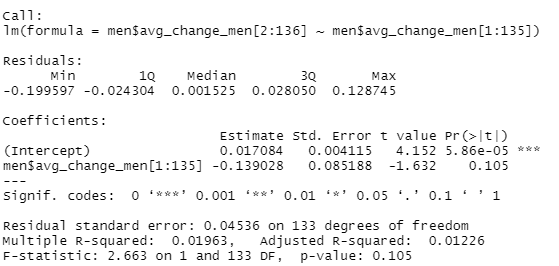 Call:
lm(formula = men$avg_change_men[2:136] ~ men$avg_change_men[1:135])
Residuals:
Min 1Q Median 3Q Max
-0.199597 -0.024304 0.001525 0.028050 0.128745
Coefficients:
Estimate Std. Error t value Pr(>|t|)
(Intercept) 0.017084 0.004115 4.152 5.86e-05 ***
men$avg_change_men[1:135] -0.139028 0.085188 -1.632 0.105
---
Signif. codes: 0 ‘***’ 0.001 ‘**’ 0.01 ‘*’ 0.05 ‘.’ 0.1 ‘ ’ 1
Residual standard error: 0.04536 on 133 degrees of freedom
Multiple R-squared: 0.01963, Adjusted R-squared: 0.01226
F-statistic: 2.663 on 1 and 133 DF, p-value: 0.105